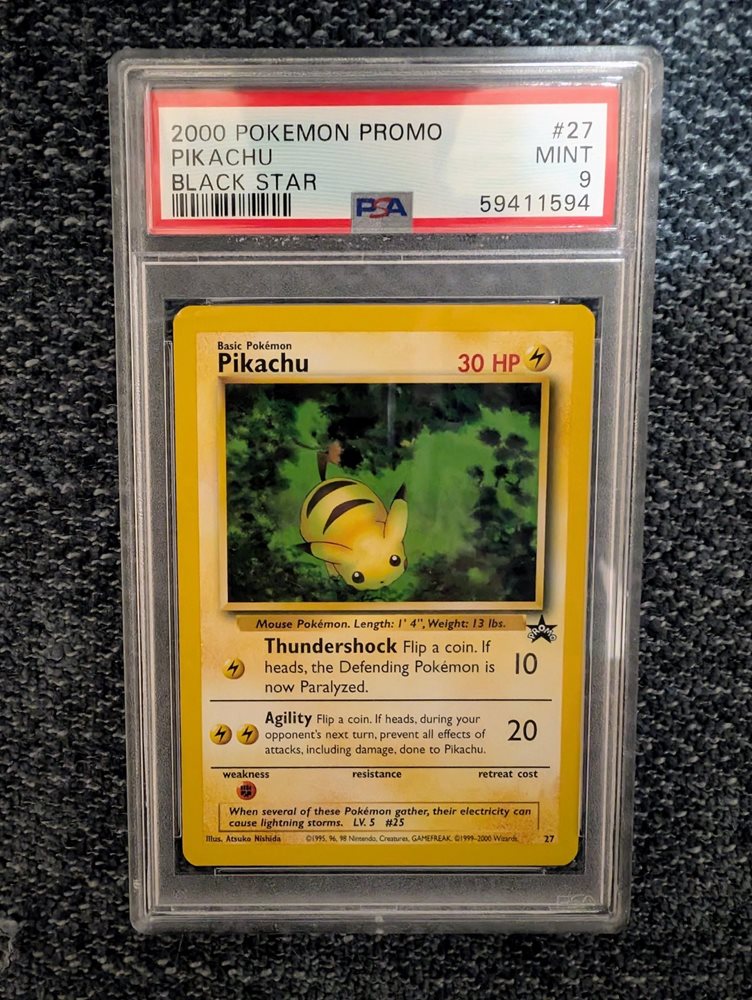 2000 POKEMON PROMO #27
PIKACHU MINT
BLACK STAR 9
PSA 59411594
Basic Pokémon
Pikachu 30 HP
Mouse Pokémon. Length: 1' 4", Weight: 13 lbs.
PROMO
Thundershock Flip a coin. If
heads, the Defending Pokémon is 10
now Paralyzed.
Agility Flip a coin. If heads, during your
opponent's next turn, prevent all effects of 20
attacks, including damage, done to Pikachu.
weakness resistance retreat cost
When several of these Pokémon gather, their electricity can
cause lightning storms. LV. 5 #25
Illus. Atsuko Nishida ©1995, 96, 98 Nintendo, Creatures, GAMEFREAK. ©1999-2000 Wizards. 27
PSA